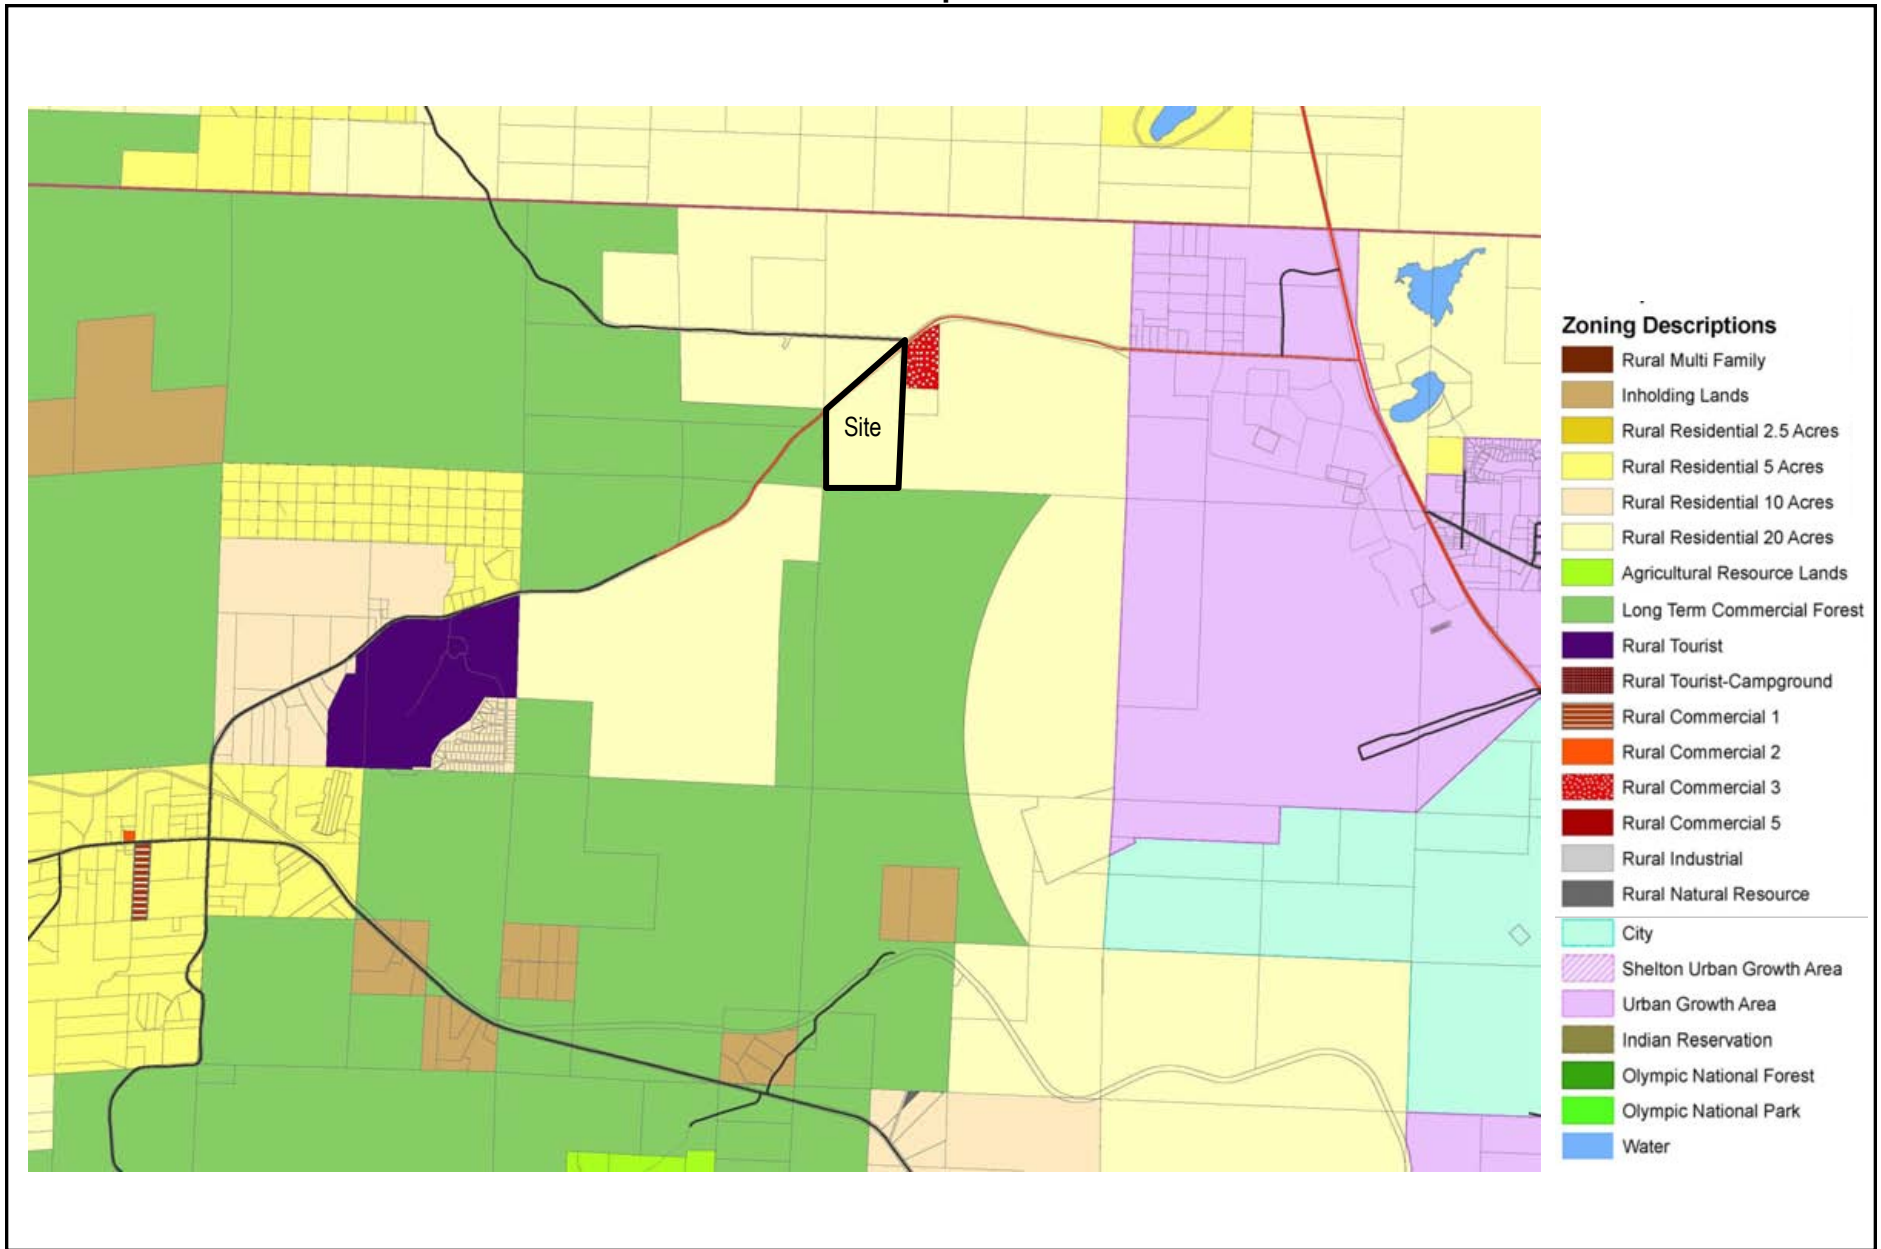 Site
Zoning Descriptions
Rural Multi Family
Inholding Lands
Rural Residential 2.5 Acres
Rural Residential 5 Acres
Rural Residential 10 Acres
Rural Residential 20 Acres
Agricultural Resource Lands
Long Term Commercial Forest
Rural Tourist
Rural Tourist-Campground
Rural Commercial 1
Rural Commercial 2
Rural Commercial 3
Rural Commercial 5
Rural Industrial
Rural Natural Resource
City
Shelton Urban Growth Area
Urban Growth Area
Indian Reservation
Olympic National Forest
Olympic National Park
Water